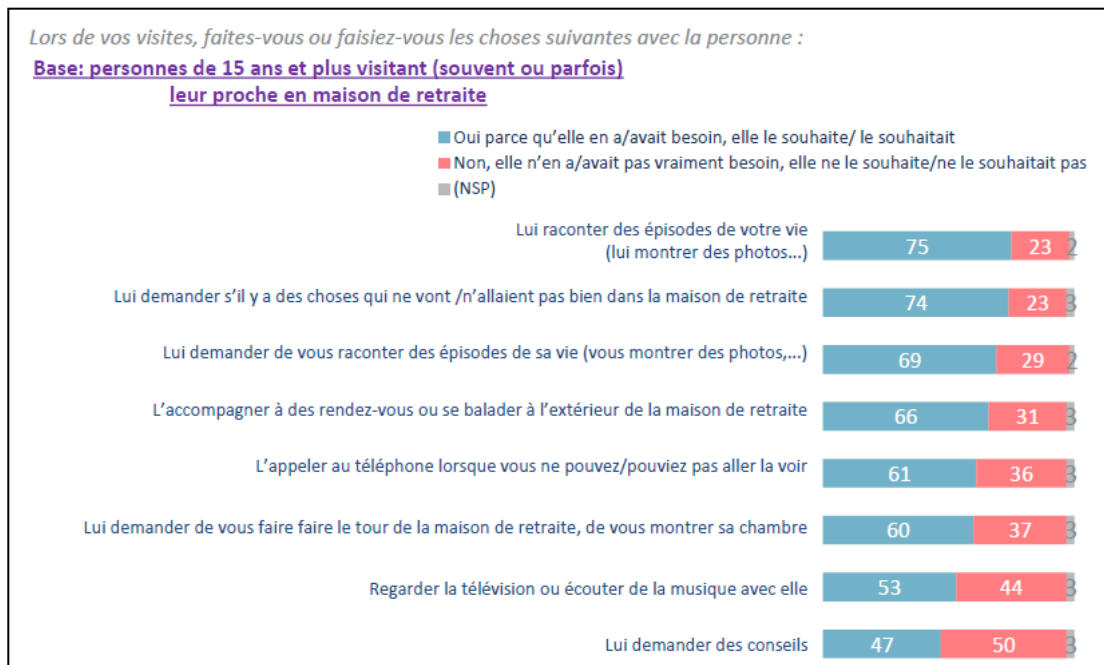 Lors de vos visites, faites-vous ou faisiez-vous les choses suivantes avec la personne :
Base: personnes de 15 ans et plus visitant (souvent ou parfois)
leur proche en maison de retraite
Oui parce qu'elle en a/avait besoin, elle le souhaite/ le souhaitait
Non, elle n'en a/avait pas vraiment besoin, elle ne le souhaite/ne le souhaitait pas
(NSP)
Lui raconter des épisodes de votre vie
(lui montrer des photos...)
75 23 2
Lui demander s'il y a des choses qui ne vont /n'allaient pas bien dans la maison de retraite
74 23 3
Lui demander de vous raconter des épisodes de sa vie (vous montrer des photos,...)
69 29 2
L'accompagner à des rendez-vous ou se balader à l'extérieur de la maison de retraite
66 31 3
L'appeler au téléphone lorsque vous ne pouvez/pouviez pas aller la voir
61 36 3
Lui demander de vous faire faire le tour de la maison de retraite, de vous montrer sa chambre
60 37 3
Regarder la télévision ou écouter de la musique avec elle
53 44 3
Lui demander des conseils
47 50 3